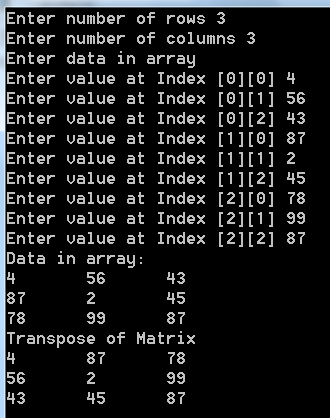 Enter number of rows 3
Enter number of columns 3
Enter data in array
Enter value at Index [0][0] 4
Enter value at Index [0][1] 56
Enter value at Index [0][2] 43
Enter value at Index [1][0] 87
Enter value at Index [1][1] 2
Enter value at Index [1][2] 45
Enter value at Index [2][0] 78
Enter value at Index [2][1] 99
Enter value at Index [2][2] 87
Data in array:
4 56 43
87 2 45
78 99 87
Transpose of Matrix
4 87 78
56 2 99
43 45 87